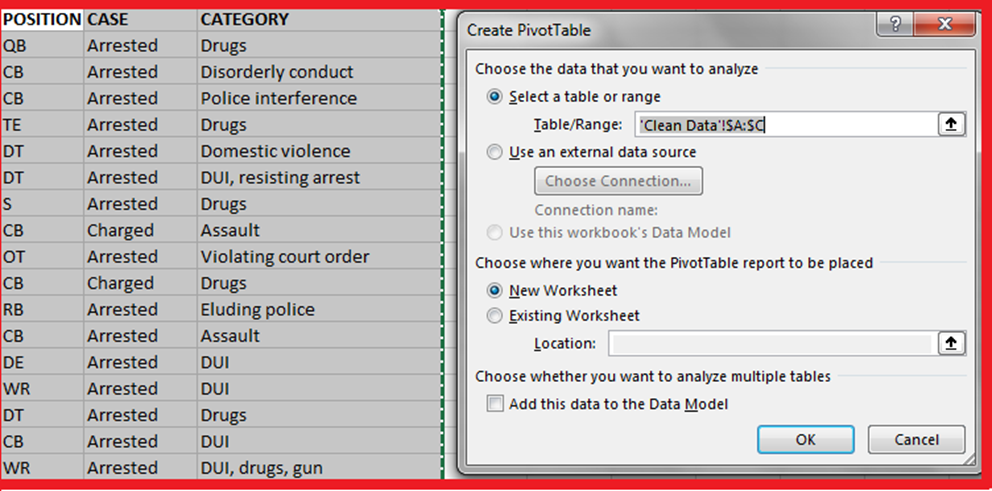 POSITION CASE CATEGORY
QB Arrested Drugs
CB Arrested Disorderly conduct
CB Arrested Police interference
TE Arrested Drugs
DT Arrested Domestic violence
DT Arrested DUI, resisting arrest
S Arrested Drugs
CB Charged Assault
OT Arrested Violating court order
CB Charged Drugs
RB Arrested Eluding police
CB Arrested Assault
DE Arrested DUI
WR Arrested DUI
DT Arrested Drugs
CB Arrested DUI
WR Arrested DUI, drugs, gun
Create PivotTable
Choose the data that you want to analyze
Select a table or range
Table/Range: 'Clean Data'!$A:$C
Use an external data source
Choose Connection...
Connection name:
Use this workbook's Data Model
Choose where you want the PivotTable report to be placed
New Worksheet
Existing Worksheet
Location:
Choose whether you want to analyze multiple tables
Add this data to the Data Model
OK Cancel